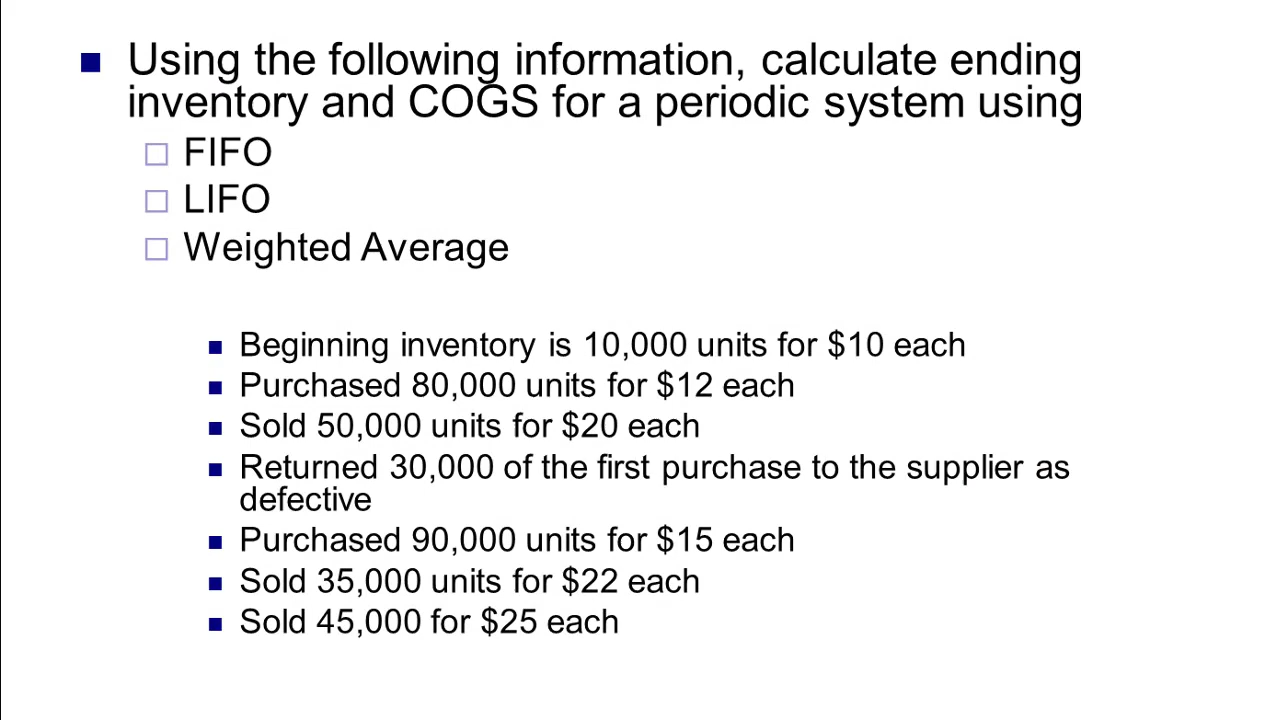 Using the following information, calculate ending
inventory and COGS for a periodic system using
FIFO
LIFO
Weighted Average
Beginning inventory is 10,000 units for $10 each
Purchased 80,000 units for $12 each
Sold 50,000 units for $20 each
Returned 30,000 of the first purchase to the supplier as
defective
Purchased 90,000 units for $15 each
Sold 35,000 units for $22 each
Sold 45,000 for $25 each